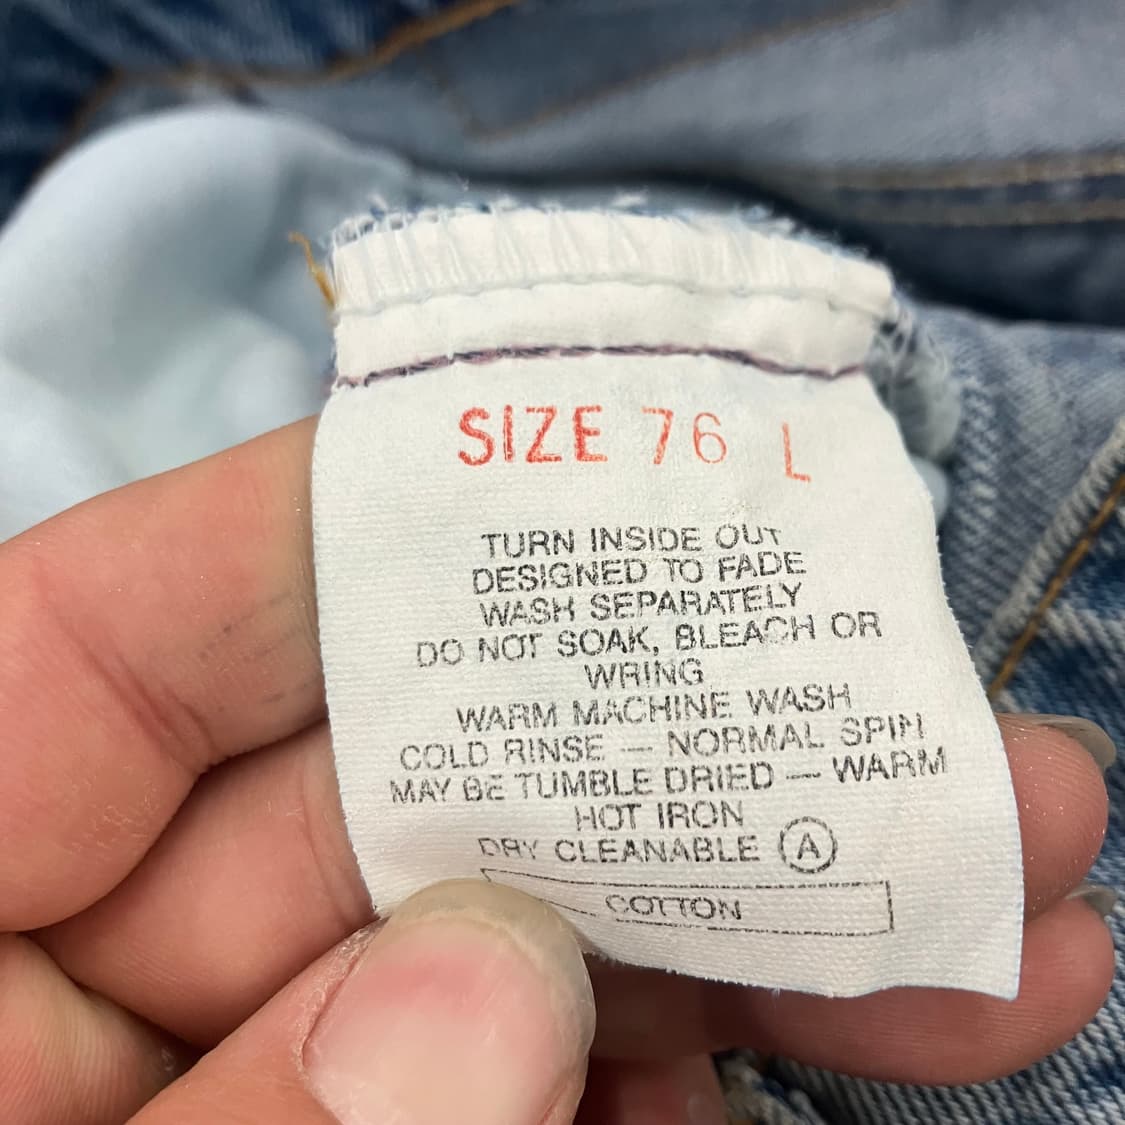 SIZE 76 L
TURN INSIDE OUT
DESIGNED TO FADE
WASH SEPARATELY
DO NOT SOAK, BLEACH OR
WRING
WARM MACHINE WASH
COLD RINSE — NORMAL SPIN
MAY BE TUMBLE DRIED — WARM
HOT IRON
DRY CLEANABLE Ⓐ
COTTON